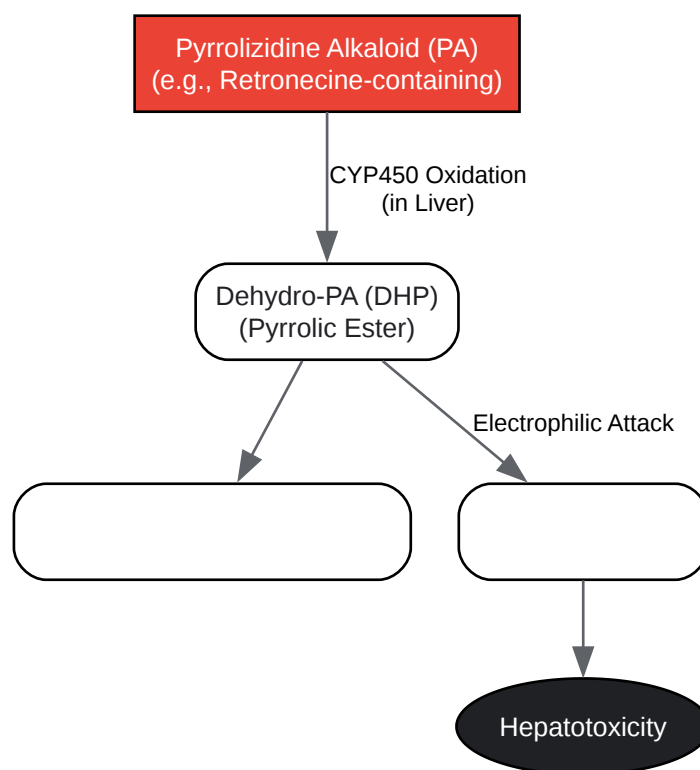 Pyrrolizidine Alkaloid (PA)
(e.g., Retronecine-containing)
CYP450 Oxidation
(in Liver)
Dehydro-PA (DHP)
(Pyrrolic Ester)
Electrophilic Attack
Hepatotoxicity